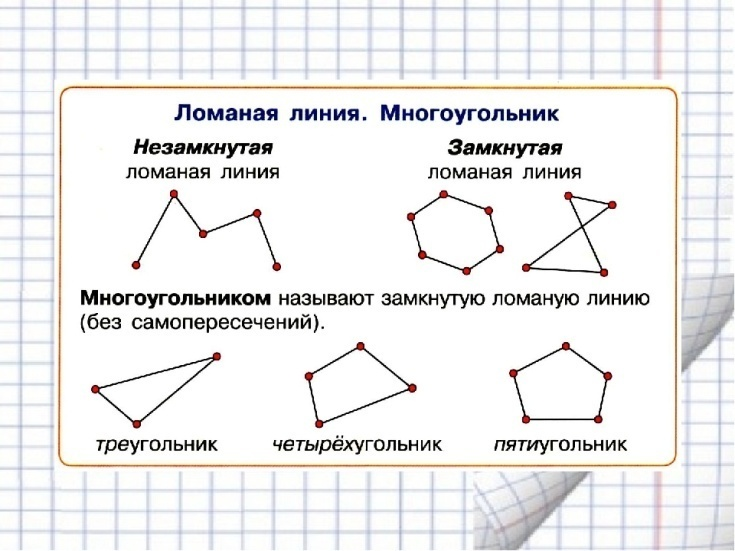 Ломаная линия. Многоугольник
Незамкнутая
ломаная линия
Замкнутая
ломаная линия
Многоугольником называют замкнутую ломаную линию
(без самопересечений).
треугольник
четырёхугольник
пятиугольник